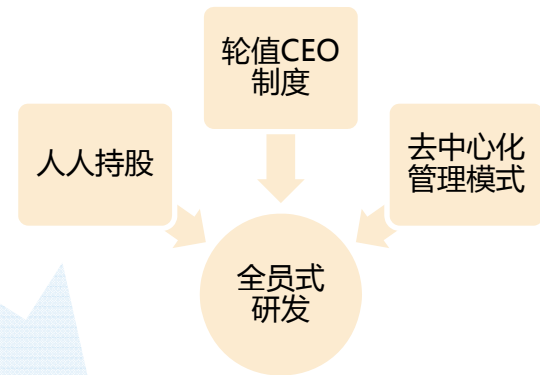 轮值CEO
制度
人人持股
去中心化
管理模式
全员式
研发